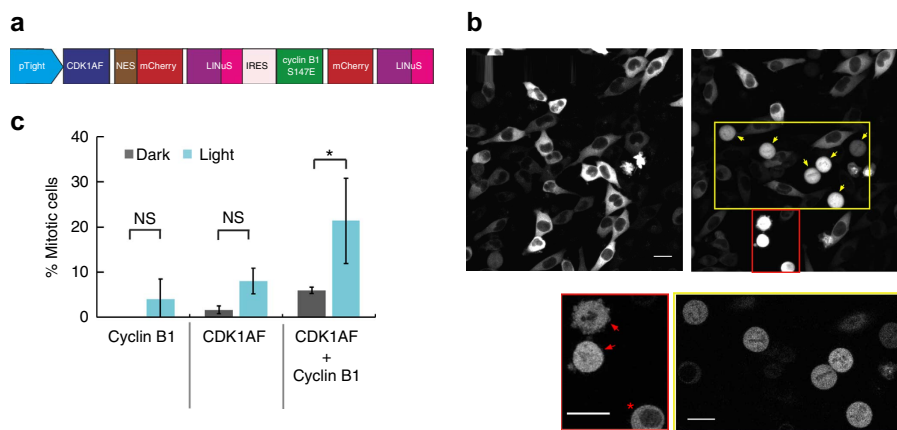 a
pTight CDK1AF NES mCherry LINuS IRES cyclin B1 S147E mCherry LINuS
b
c
40
30
20
10
0
% Mitotic cells
Dark Light
NS
NS
*
Cyclin B1
CDK1AF
CDK1AF
+
Cyclin B1
*